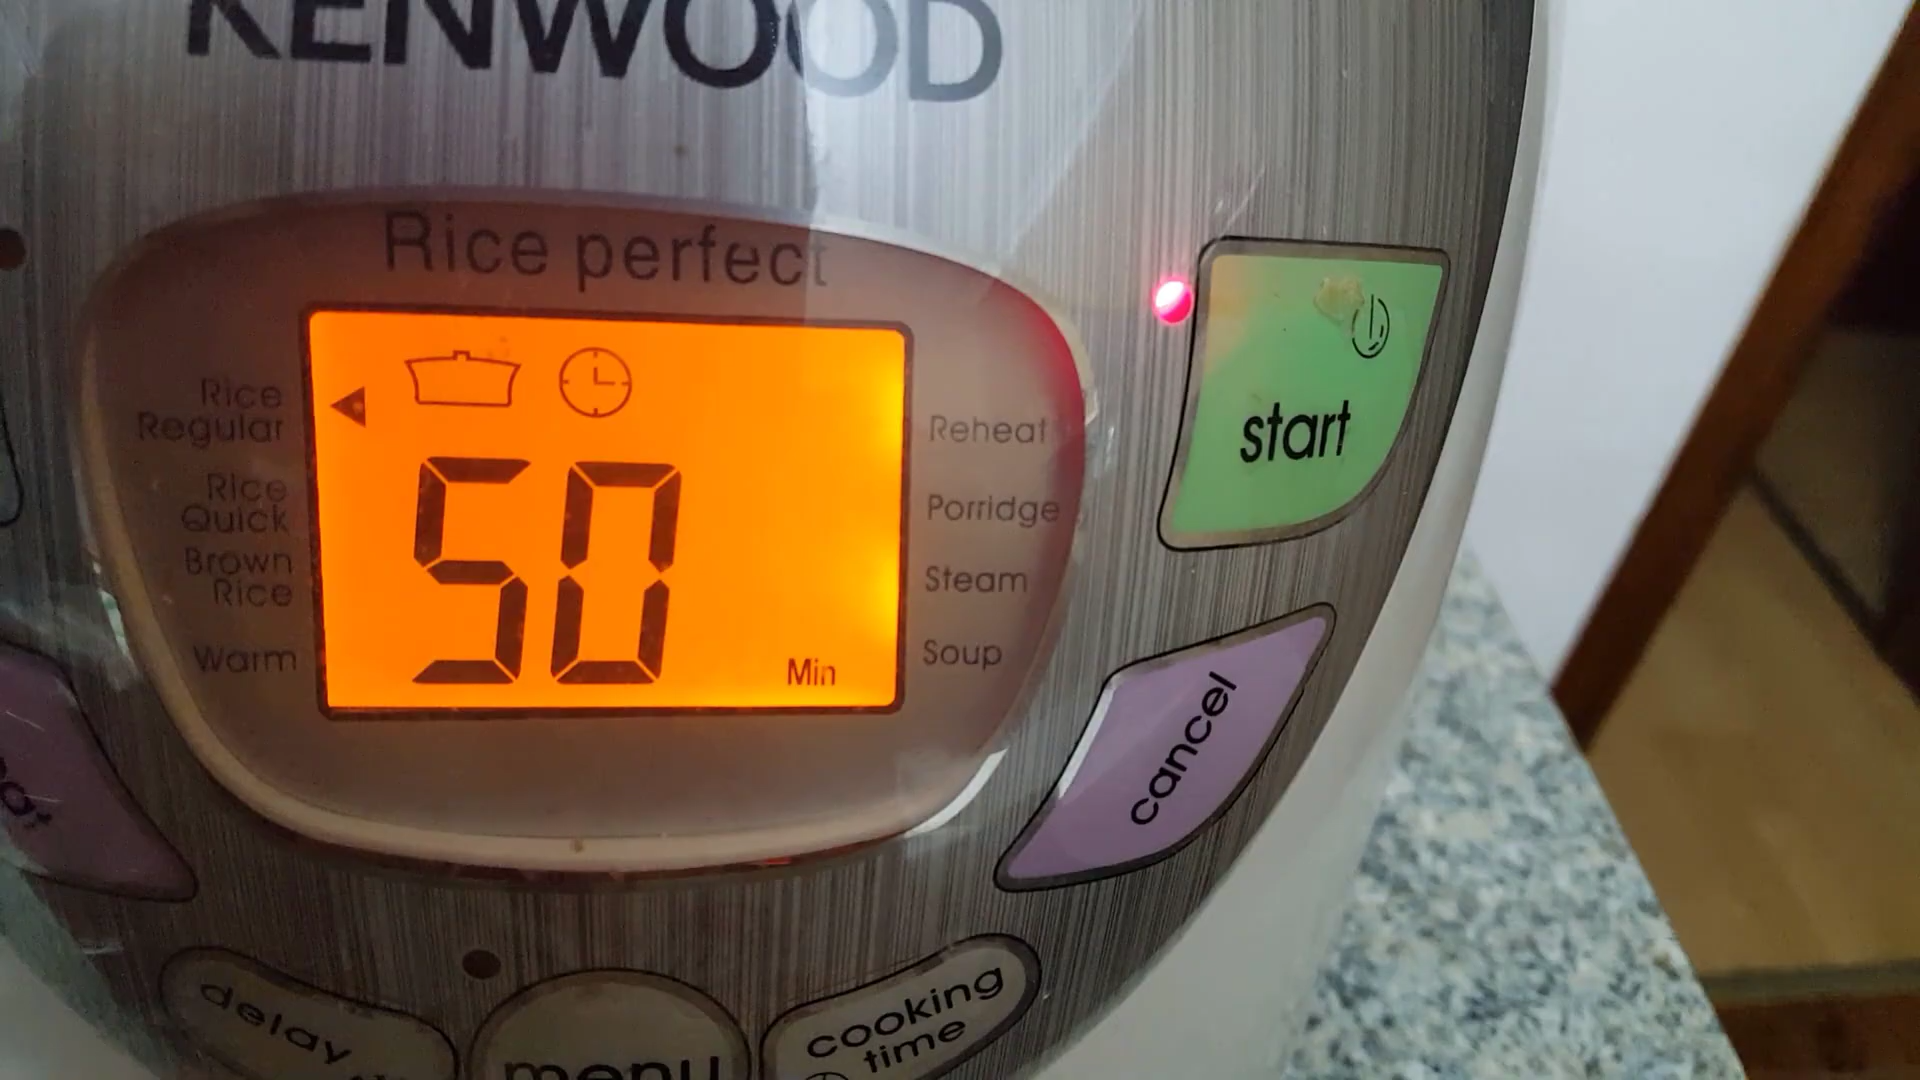 KENWOOD
Rice perfect
Rice
Regular
Rice
Quick
Brown
Rice
Warm
50
Min
Reheat
Porridge
Steam
Soup
start
cancel
delay
menu
cooking
time